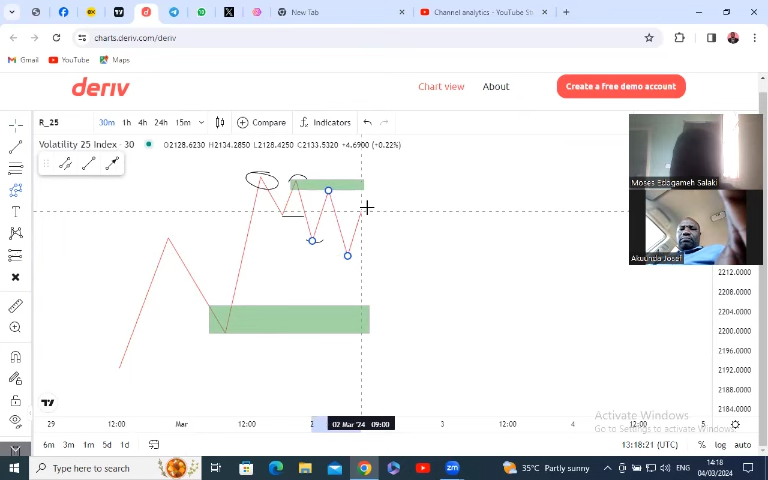 New Tab
Channel analytics - YouTube St
charts.deriv.com/deriv
Gmail
YouTube
Maps
deriv
Chart view
About
Create a free demo account
R_25
30m
1h
4h
24h
15m
Compare
Indicators
Volatility 25 Index · 30
O2128.6230 H2134.2850 L2128.4250 C2133.5320 +4.6900 (+0.22%)
Moses Edogameh Salaki
Akuundo Josef
2212.0000
2208.0000
2204.0000
2200.0000
2196.0000
2192.0000
2188.0000
2184.0000
29
12:00
Mar
12:00
2
02 Mar '24 09:00
3
12:00
4
12:00
5
Activate Windows
Go to Settings to activate Windows.
6m
3m
1m
5d
1d
13:18:21 (UTC)
%
log
auto
Type here to search
35°C Partly sunny
ENG
14:18
04/03/2024